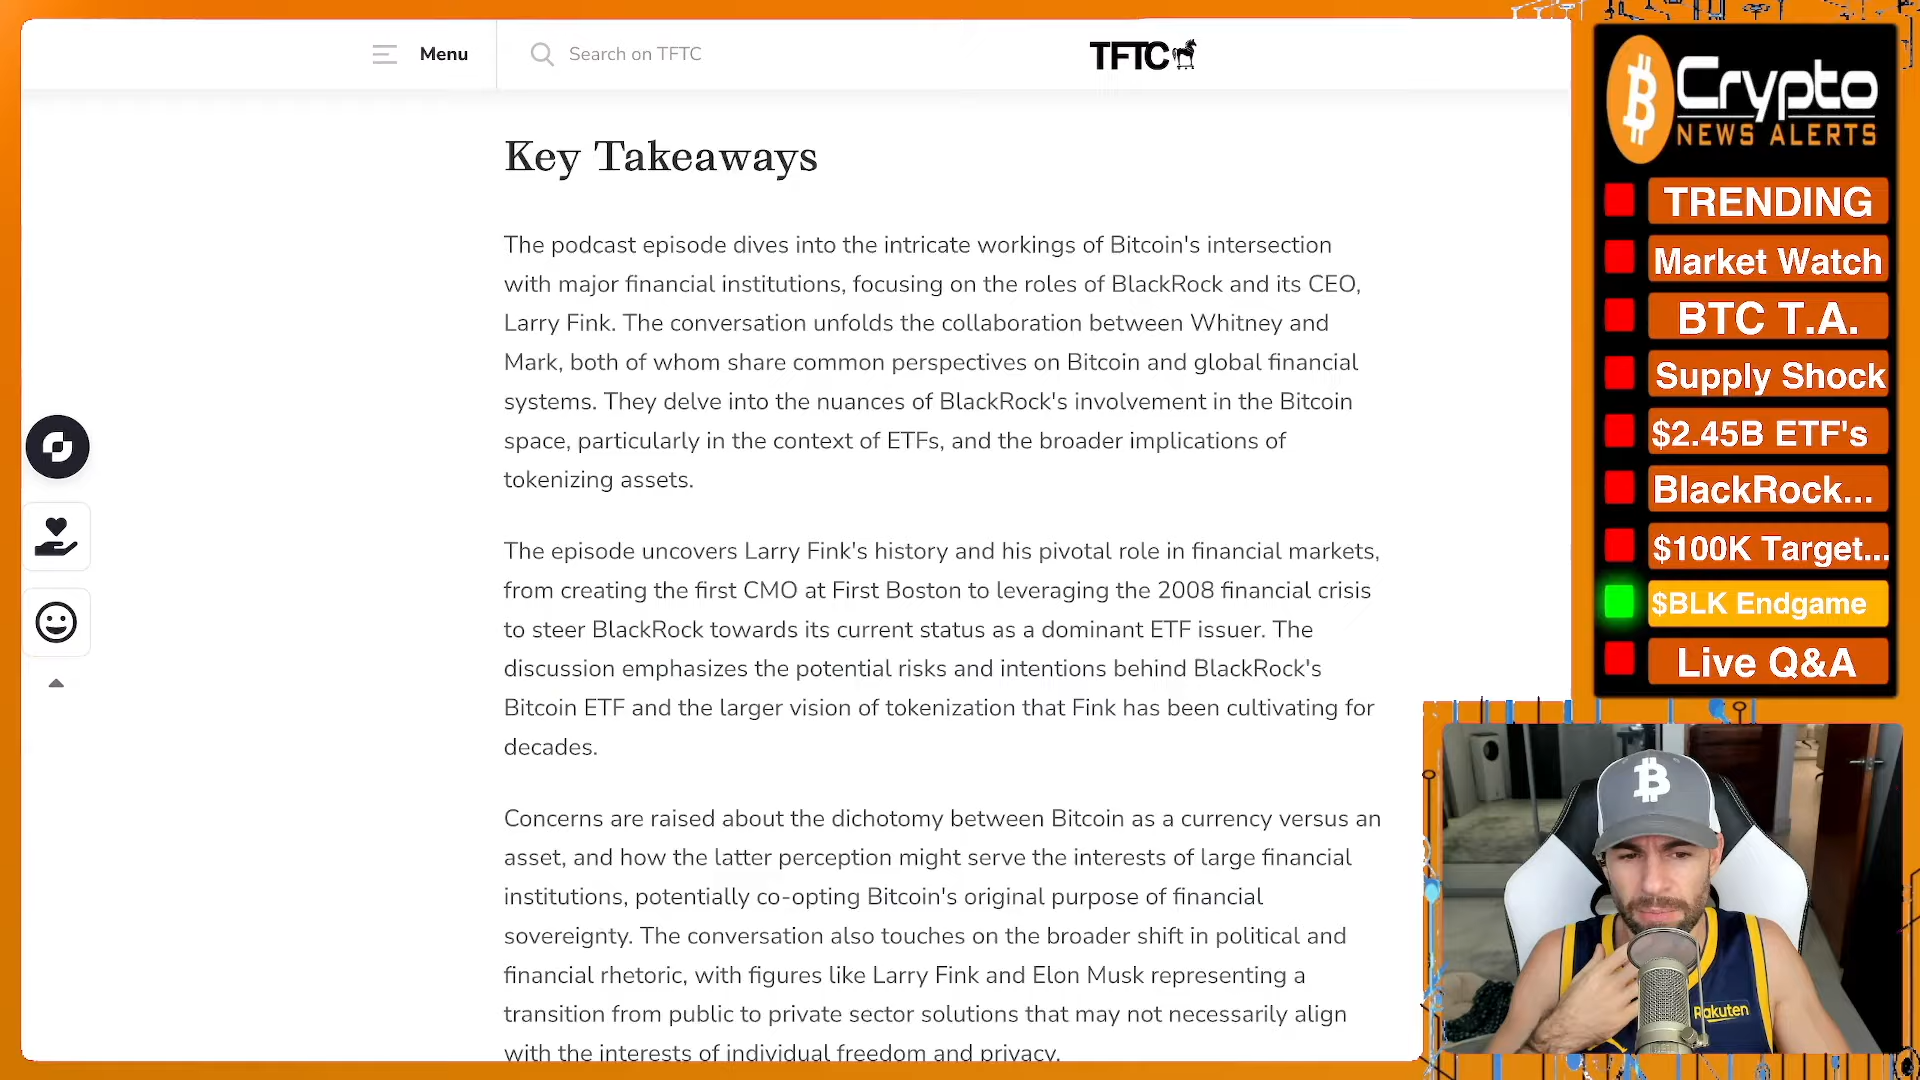 Menu
Search on TFTC
TFTC
Key Takeaways
The podcast episode dives into the intricate workings of Bitcoin's intersection
with major financial institutions, focusing on the roles of BlackRock and its CEO,
Larry Fink. The conversation unfolds the collaboration between Whitney and
Mark, both of whom share common perspectives on Bitcoin and global financial
systems. They delve into the nuances of BlackRock's involvement in the Bitcoin
space, particularly in the context of ETFs, and the broader implications of
tokenizing assets.
The episode uncovers Larry Fink's history and his pivotal role in financial markets,
from creating the first CMO at First Boston to leveraging the 2008 financial crisis
to steer BlackRock towards its current status as a dominant ETF issuer. The
discussion emphasizes the potential risks and intentions behind BlackRock's
Bitcoin ETF and the larger vision of tokenization that Fink has been cultivating for
decades.
Concerns are raised about the dichotomy between Bitcoin as a currency versus an
asset, and how the latter perception might serve the interests of large financial
institutions, potentially co-opting Bitcoin's original purpose of financial
sovereignty. The conversation also touches on the broader shift in political and
financial rhetoric, with figures like Larry Fink and Elon Musk representing a
transition from public to private sector solutions that may not necessarily align
with the interests of individual freedom and privacy.
Crypto
NEWS ALERTS
TRENDING
Market Watch
BTC T.A.
Supply Shock
$2.45B ETF's
BlackRock...
$100K Target...
$BLK Endgame
Live Q&A
Rakuten